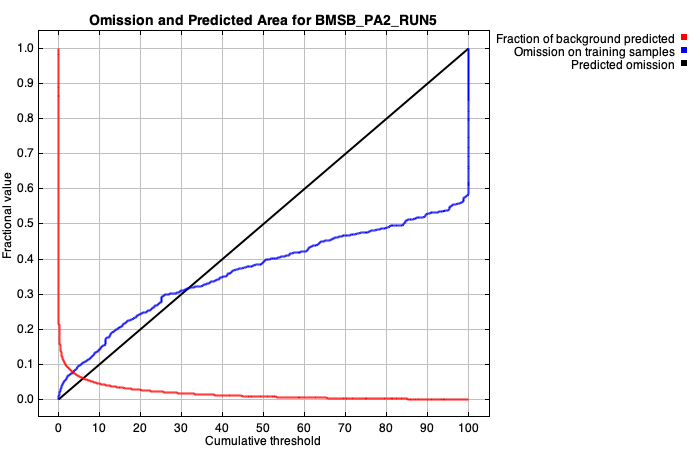 Omission and Predicted Area for BMSB_PA2_RUN5
Fraction of background predicted
Omission on training samples
Predicted omission
1.0
0.9
0.8
0.7
0.6
0.5
0.4
0.3
0.2
0.1
0.0
Fractional value
0 10 20 30 40 50 60 70 80 90 100
Cumulative threshold